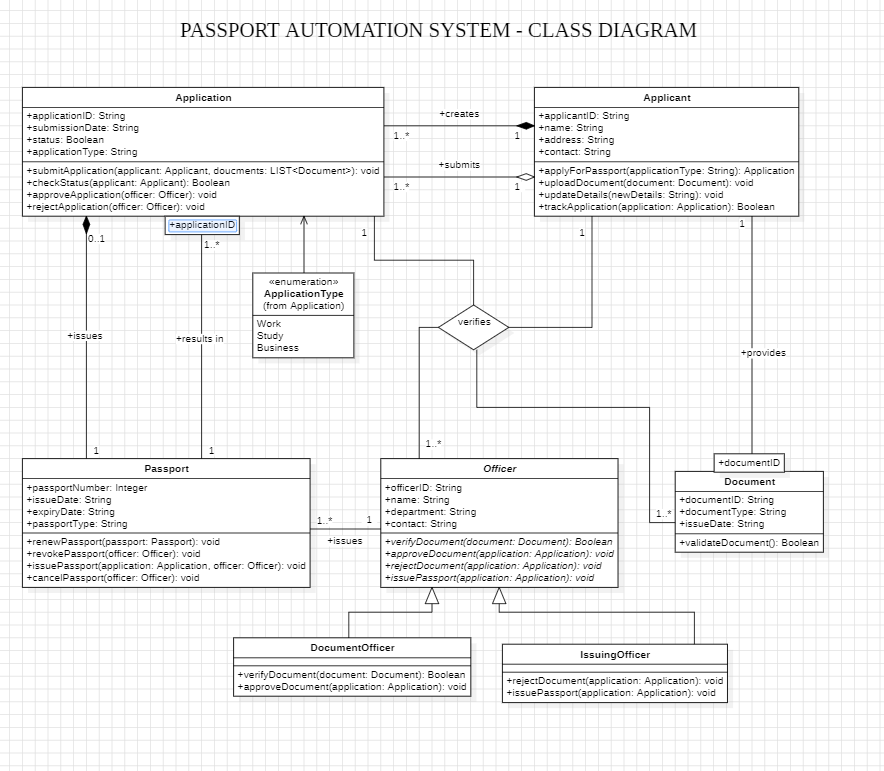 PASSPORT AUTOMATION SYSTEM - CLASS DIAGRAM
Application
+applicationID: String
+submissionDate: String
+status: Boolean
+applicationType: String
+submitApplication(applicant: Applicant, doucments: LIST<Document>): void
+checkStatus(applicant: Applicant): Boolean
+approveApplication(officer: Officer): void
+rejectApplication(officer: Officer): void
+applicationID
+creates
1..*
1
+submits
1..*
1
Applicant
+applicantID: String
+name: String
+address: String
+contact: String
+applyForPassport(applicationType: String): Application
+uploadDocument(document: Document): void
+updateDetails(newDetails: String): void
+trackApplication(application: Application): Boolean
0..1
1..*
1
1
1
«enumeration»
ApplicationType
(from Application)
Work
Study
Business
verifies
+issues
+results in
+provides
1
1
1..*
Passport
+passportNumber: Integer
+issueDate: String
+expiryDate: String
+passportType: String
+renewPassport(passport: Passport): void
+revokePassport(officer: Officer): void
+issuePassport(application: Application, officer: Officer): void
+cancelPassport(officer: Officer): void
1..*
1
+issues
Officer
+officerID: String
+name: String
+department: String
+contact: String
+verifyDocument(document: Document): Boolean
+approveDocument(application: Application): void
+rejectDocument(application: Application): void
+issuePassport(application: Application): void
+documentID
Document
+documentID: String
+documentType: String
+issueDate: String
+validateDocument(): Boolean
1..*
DocumentOfficer
+verifyDocument(document: Document): Boolean
+approveDocument(application: Application): void
IssuingOfficer
+rejectDocument(application: Application): void
+issuePassport(application: Application): void